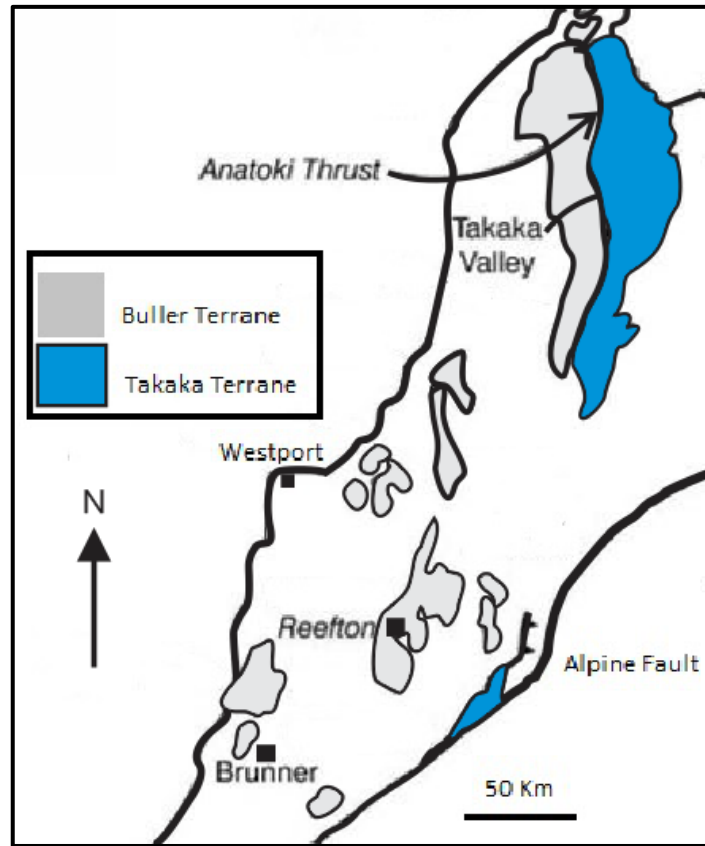 Anatoki Thrust
Takaka
Valley
Buller Terrane
Takaka Terrane
Westport
N
Reefton
Alpine Fault
Brunner
50 Km